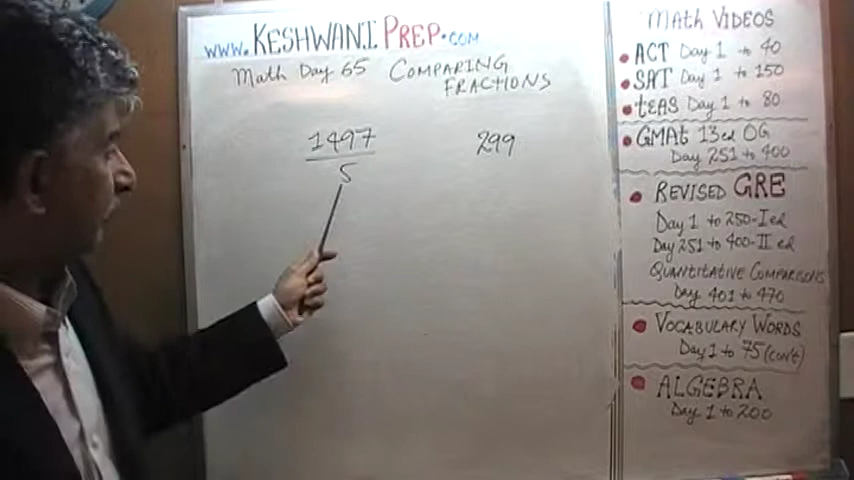 www.KESHWANIPREP.com
Math Day 65 COMPARING
FRACTIONS
1497
5
299
MATH VIDEOS
ACT Day 1 to 40
SAT Day 1 to 150
tEAS Day 1 to 80
GMAt 13ed OG
Day 251 to 400
REVISED GRE
Day 1 to 250-I ed
Day 251 to 400-II ed
QUANTITATIVE COMPARISONS
Day 401 to 470
VOCABULARY WORDS
Day 1 to 75 (con't)
ALGEBRA
Day 1 to 200